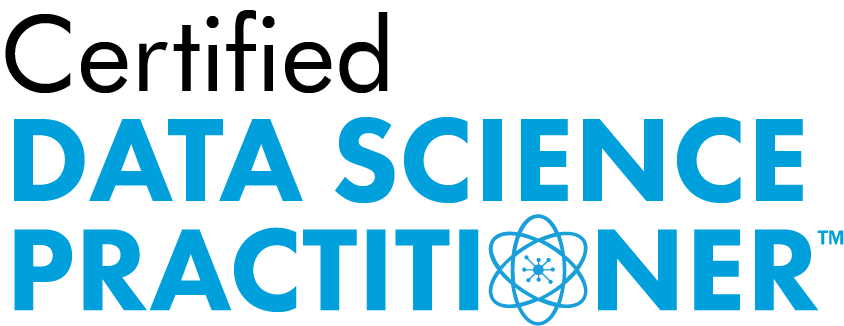 Certified
DATA SCIENCE
PRACTITIONER™